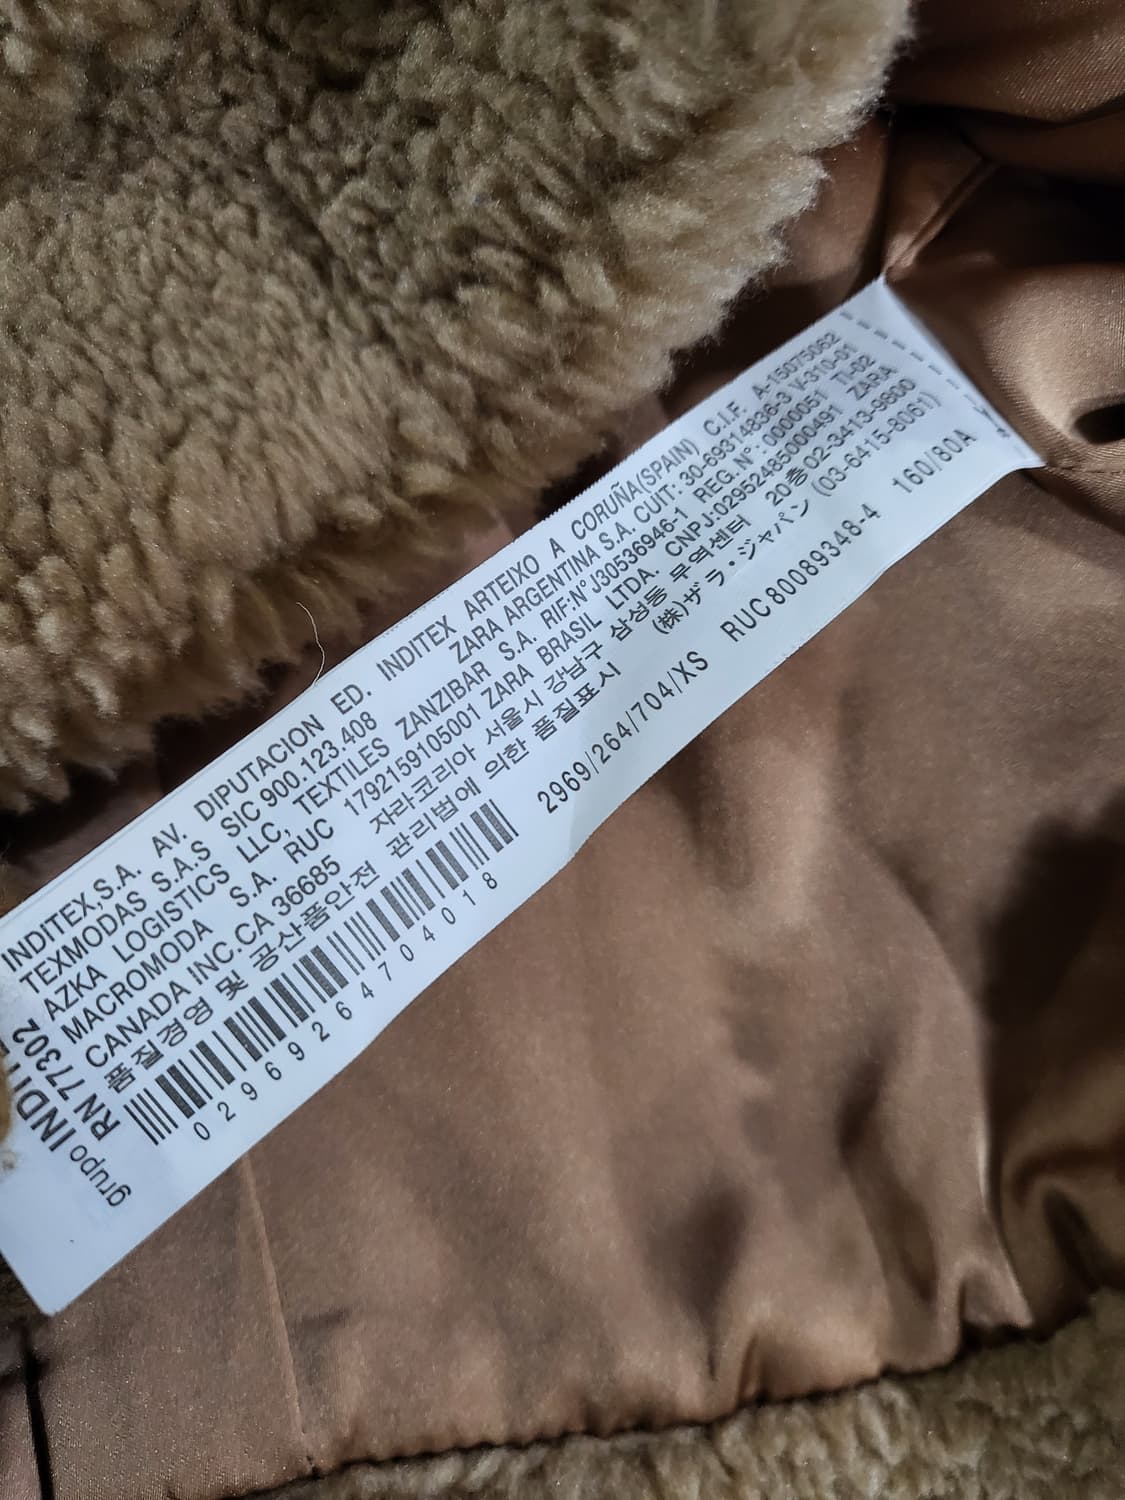 INDITEX,S.A. AV. DIPUTACION ED. INDITEX ARTEIXO A CORUÑA(SPAIN) C.I.F. A-15075062
TEXMODAS S.A.S SIC 900.123.408 ZARA ARGENTINA S.A. CUIT: 30-69314836-3 V-310-01
AZKA LOGISTICS LLC, TEXTILES ZANZIBAR S.A. RIF:N°J30536946-1 REG.N°: 0000051 TI-02
MACROMODA S.A. RUC 1792159105001 ZARA BRASIL LTDA. CNPJ:02952485000491 ZARA
CANADA INC.CA 36685 자라코리아 서울시 강남구 삼성동 무역센터 20층02-3413-9800
품질경영 및 공산품안전 관리법에 의한 품질표시 (株)ザラ・ジャパン (03-6415-8061))
grupo
RN 77302
02969264704018
2969/264/704/XS RUC 80089348-4 160/80A